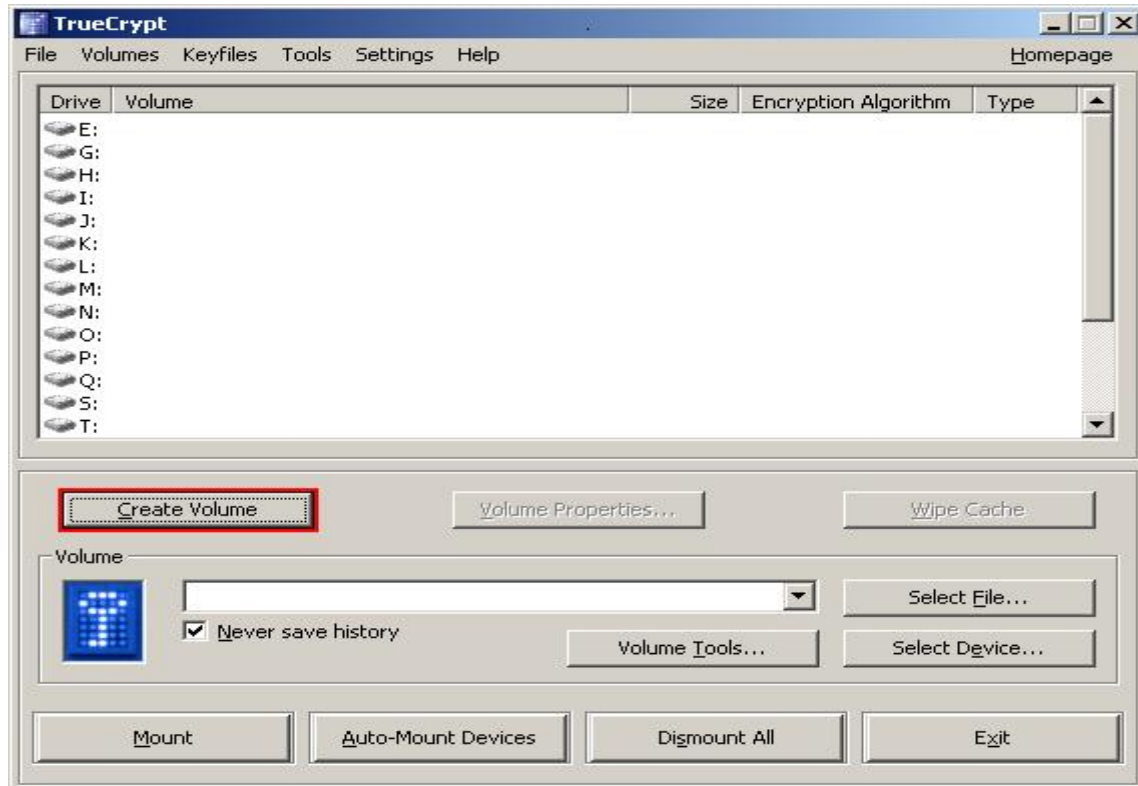 TrueCrypt
File Volumes Keyfiles Tools Settings Help Homepage
Drive Volume Size Encryption Algorithm Type
E:
G:
H:
I:
J:
K:
L:
M:
N:
O:
P:
Q:
S:
T:
Create Volume Volume Properties... Wipe Cache
Volume
Select File...
Never save history
Volume Tools... Select Device...
Mount Auto-Mount Devices Dismount All Exit